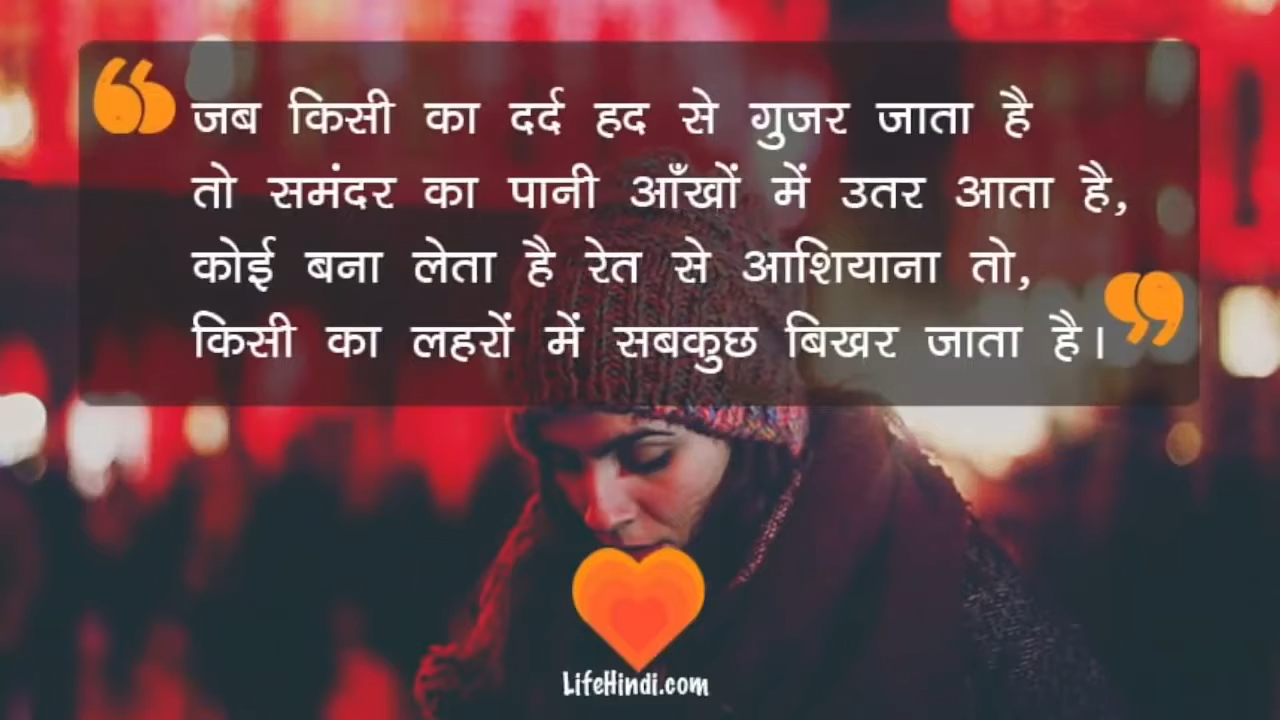 जब किसी का दर्द हद से गुजर जाता है
तो समंदर का पानी आँखों में उतर आता है,
कोई बना लेता है रेत से आशियाना तो,
किसी का लहरों में सबकुछ बिखर जाता है।
LifeHindi.com